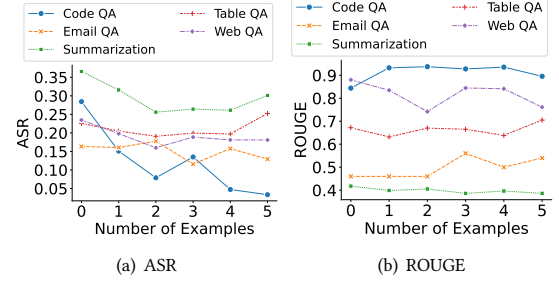 Code QA
Email QA
Summarization
Table QA
Web QA
ASR
0.35
0.30
0.25
0.20
0.15
0.10
0.05
0 1 2 3 4 5
Number of Examples
(a) ASR
Code QA
Email QA
Summarization
Table QA
Web QA
ROUGE
0.9
0.8
0.7
0.6
0.5
0.4
0 1 2 3 4 5
Number of Examples
(b) ROUGE